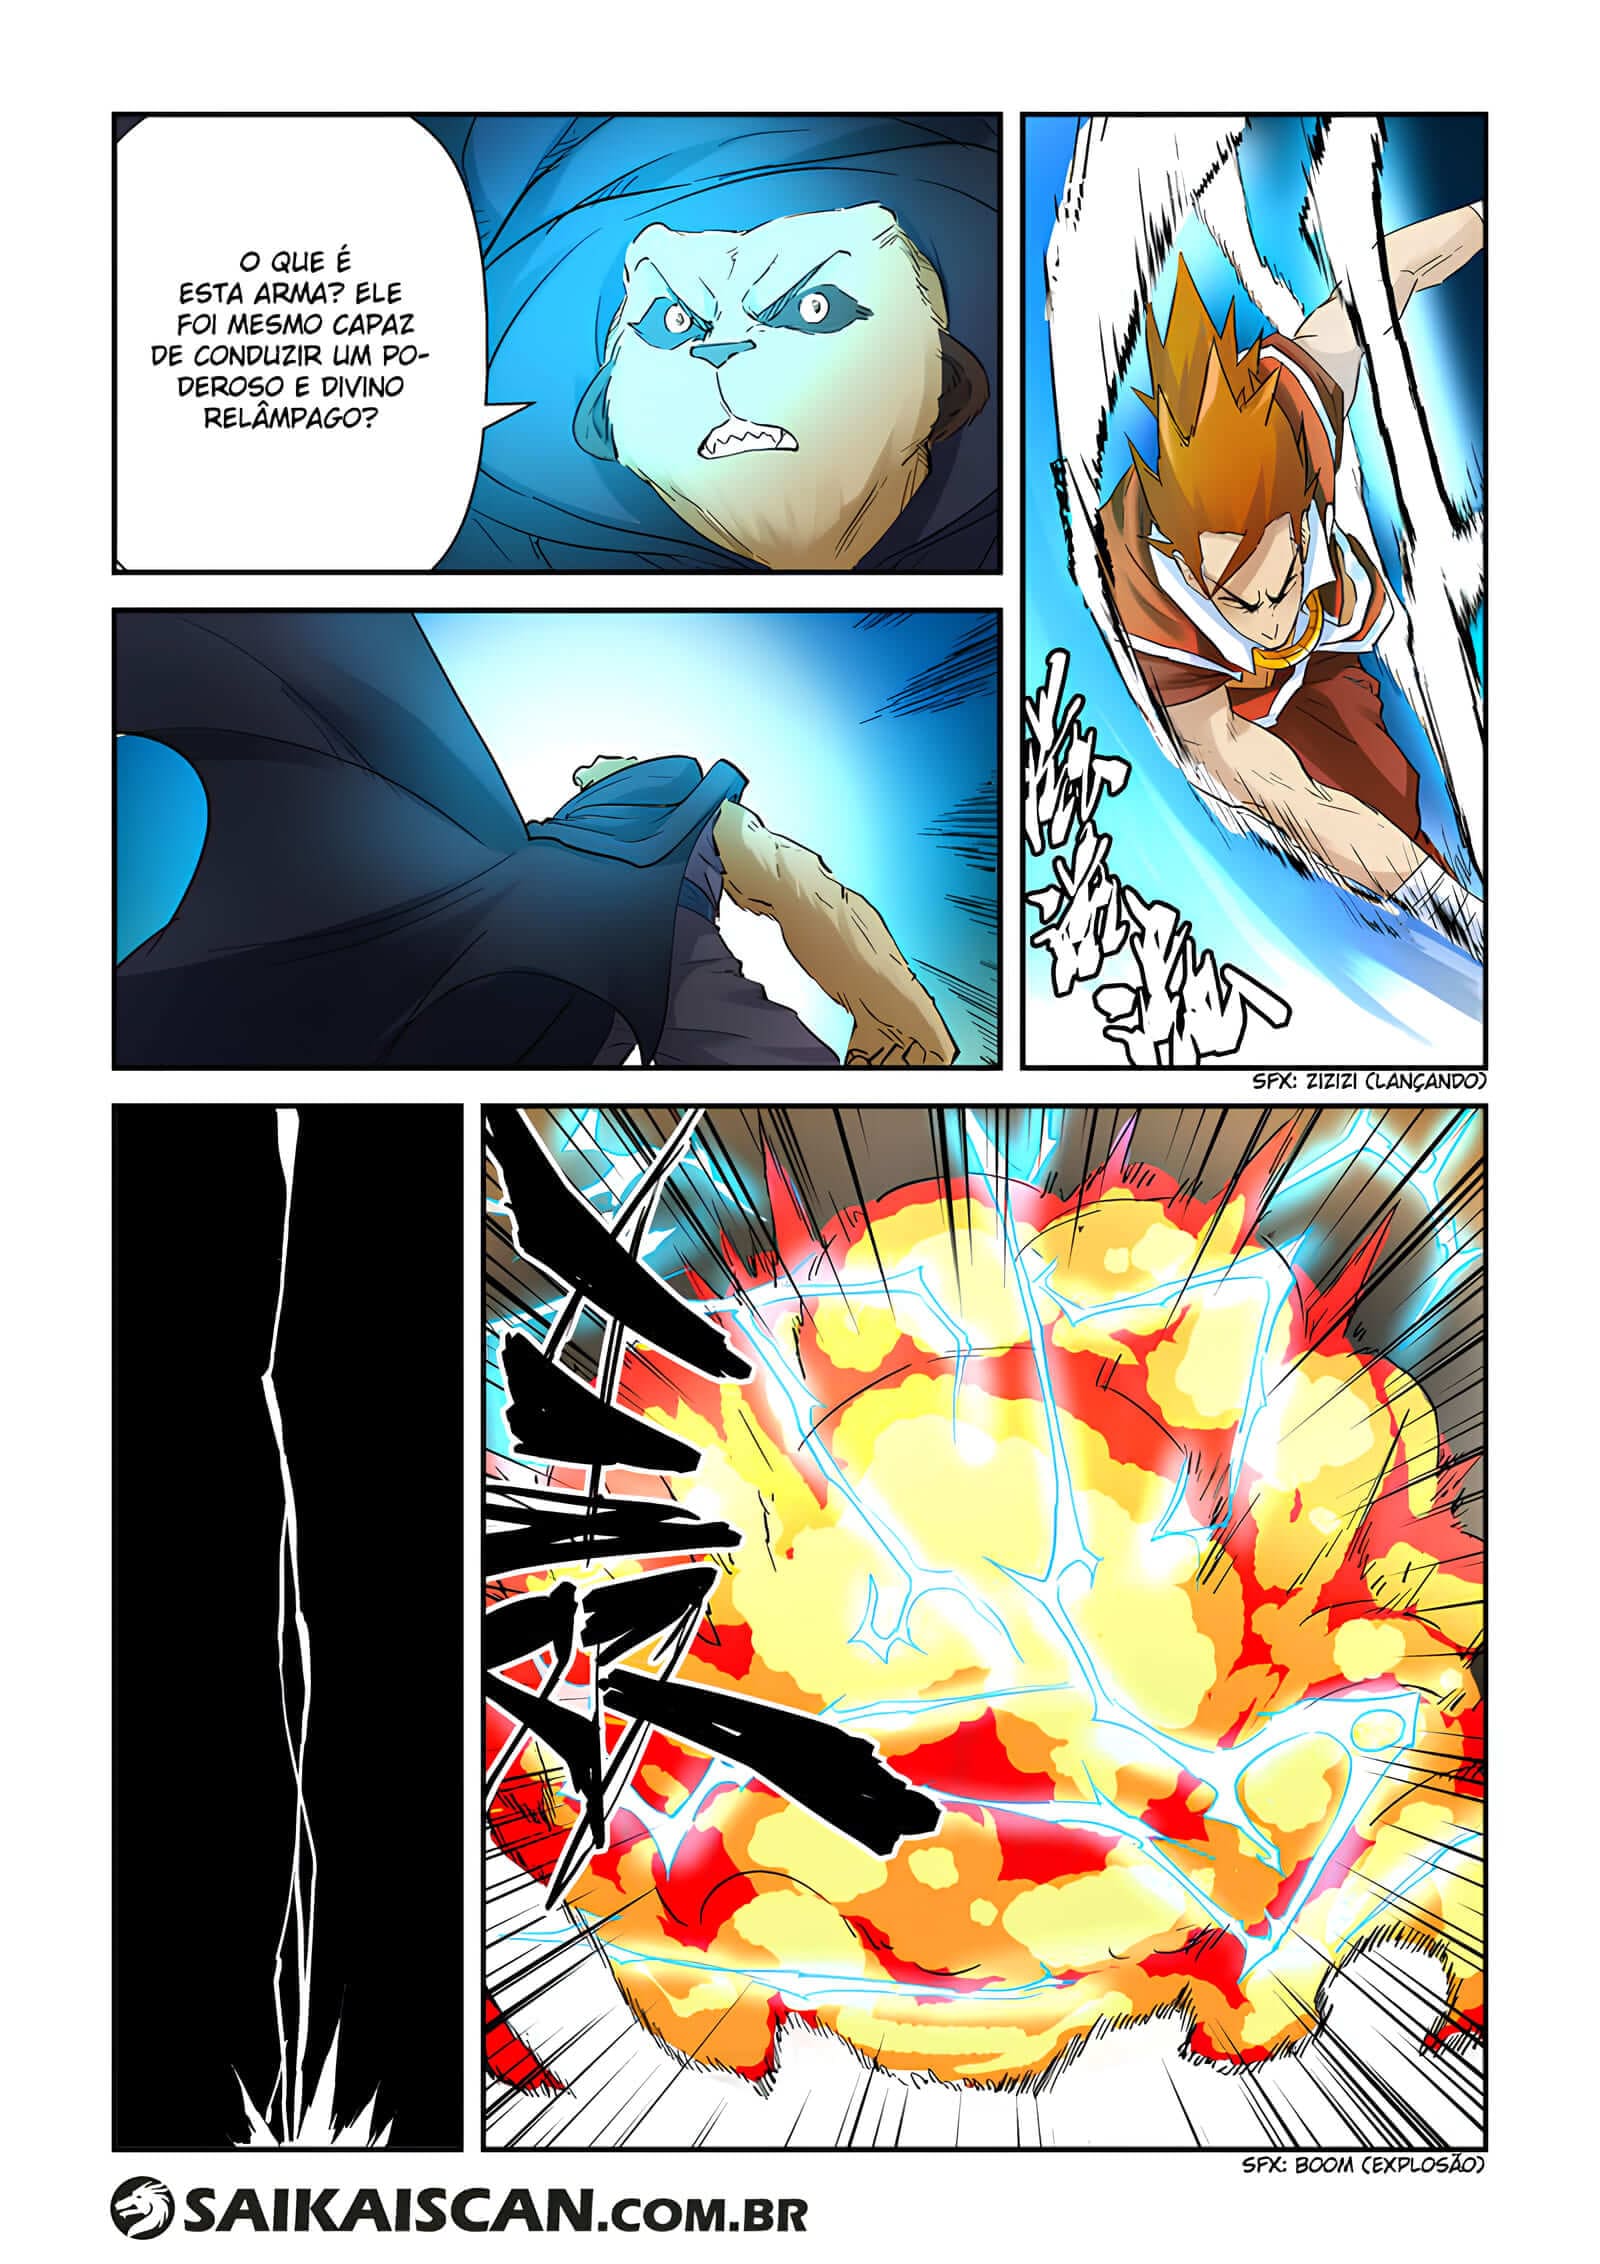 O QUE É
ESTA ARMA? ELE
FOI MESMO CAPAZ
DE CONDUZIR UM PO-
DEROSO E DIVINO
RELÂMPAGO?
SFX: ZIZIZI (LANÇANDO)
SFX: BOOM (EXPLOSÃO)
SAIKAISCAN.COM.BR